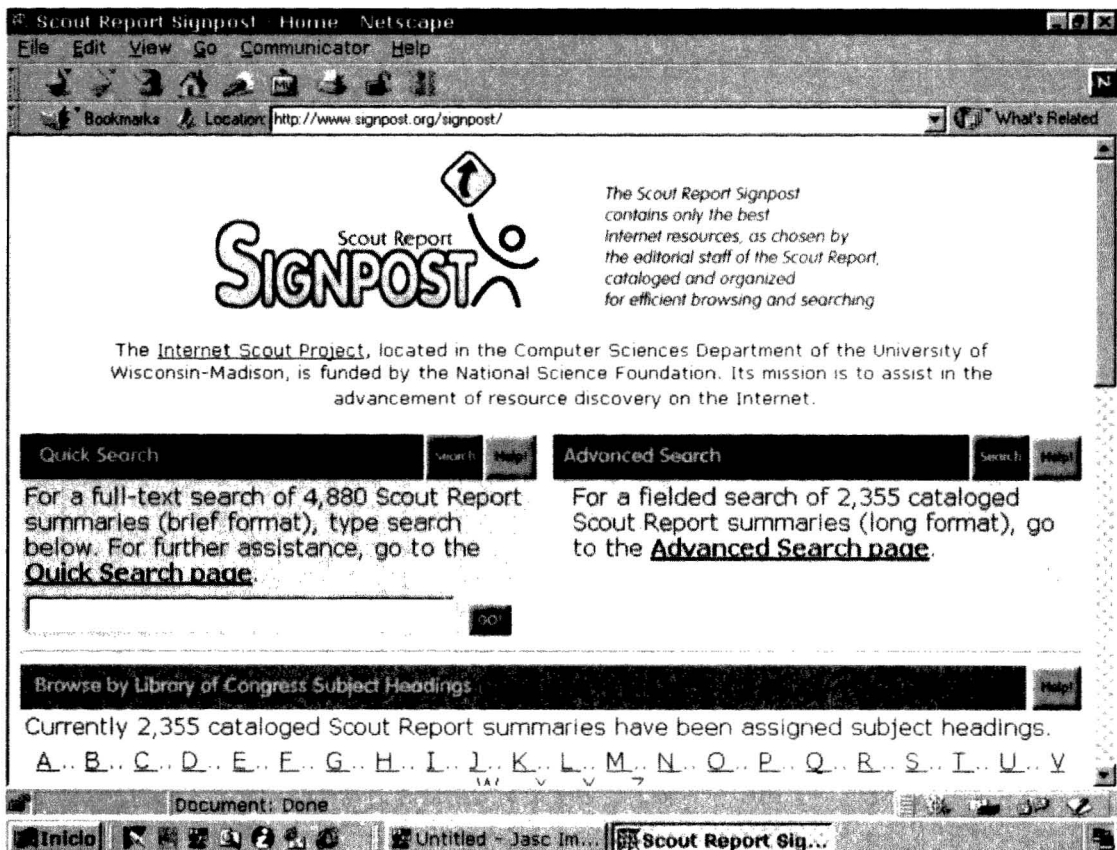 Scout Report Signpost - Home - Netscape
File Edit View Go Communicator Help
Bookmarks Location: http://www.signpost.org/signpost/ What's Related
Scout Report
SIGNPOST
The Scout Report Signpost
contains only the best
Internet resources, as chosen by
the editorial staff of the Scout Report,
cataloged and organized
for efficient browsing and searching
The Internet Scout Project, located in the Computer Sciences Department of the University of
Wisconsin-Madison, is funded by the National Science Foundation. Its mission is to assist in the
advancement of resource discovery on the Internet.
Quick Search Search Help!
For a full-text search of 4,880 Scout Report
summaries (brief format), type search
below. For further assistance, go to the
Quick Search page.
GO!
Advanced Search Search Help!
For a fielded search of 2,355 cataloged
Scout Report summaries (long format), go
to the Advanced Search page.
Browse by Library of Congress Subject Headings Help!
Currently 2,355 cataloged Scout Report summaries have been assigned subject headings.
A.. B.. C.. D.. E.. F.. G.. H.. I.. J.. K.. L.. M.. N.. O.. P.. Q.. R.. S.. T.. U.. V
Document: Done
Inicio Untitled - Jasc Im... Scout Report Sig...